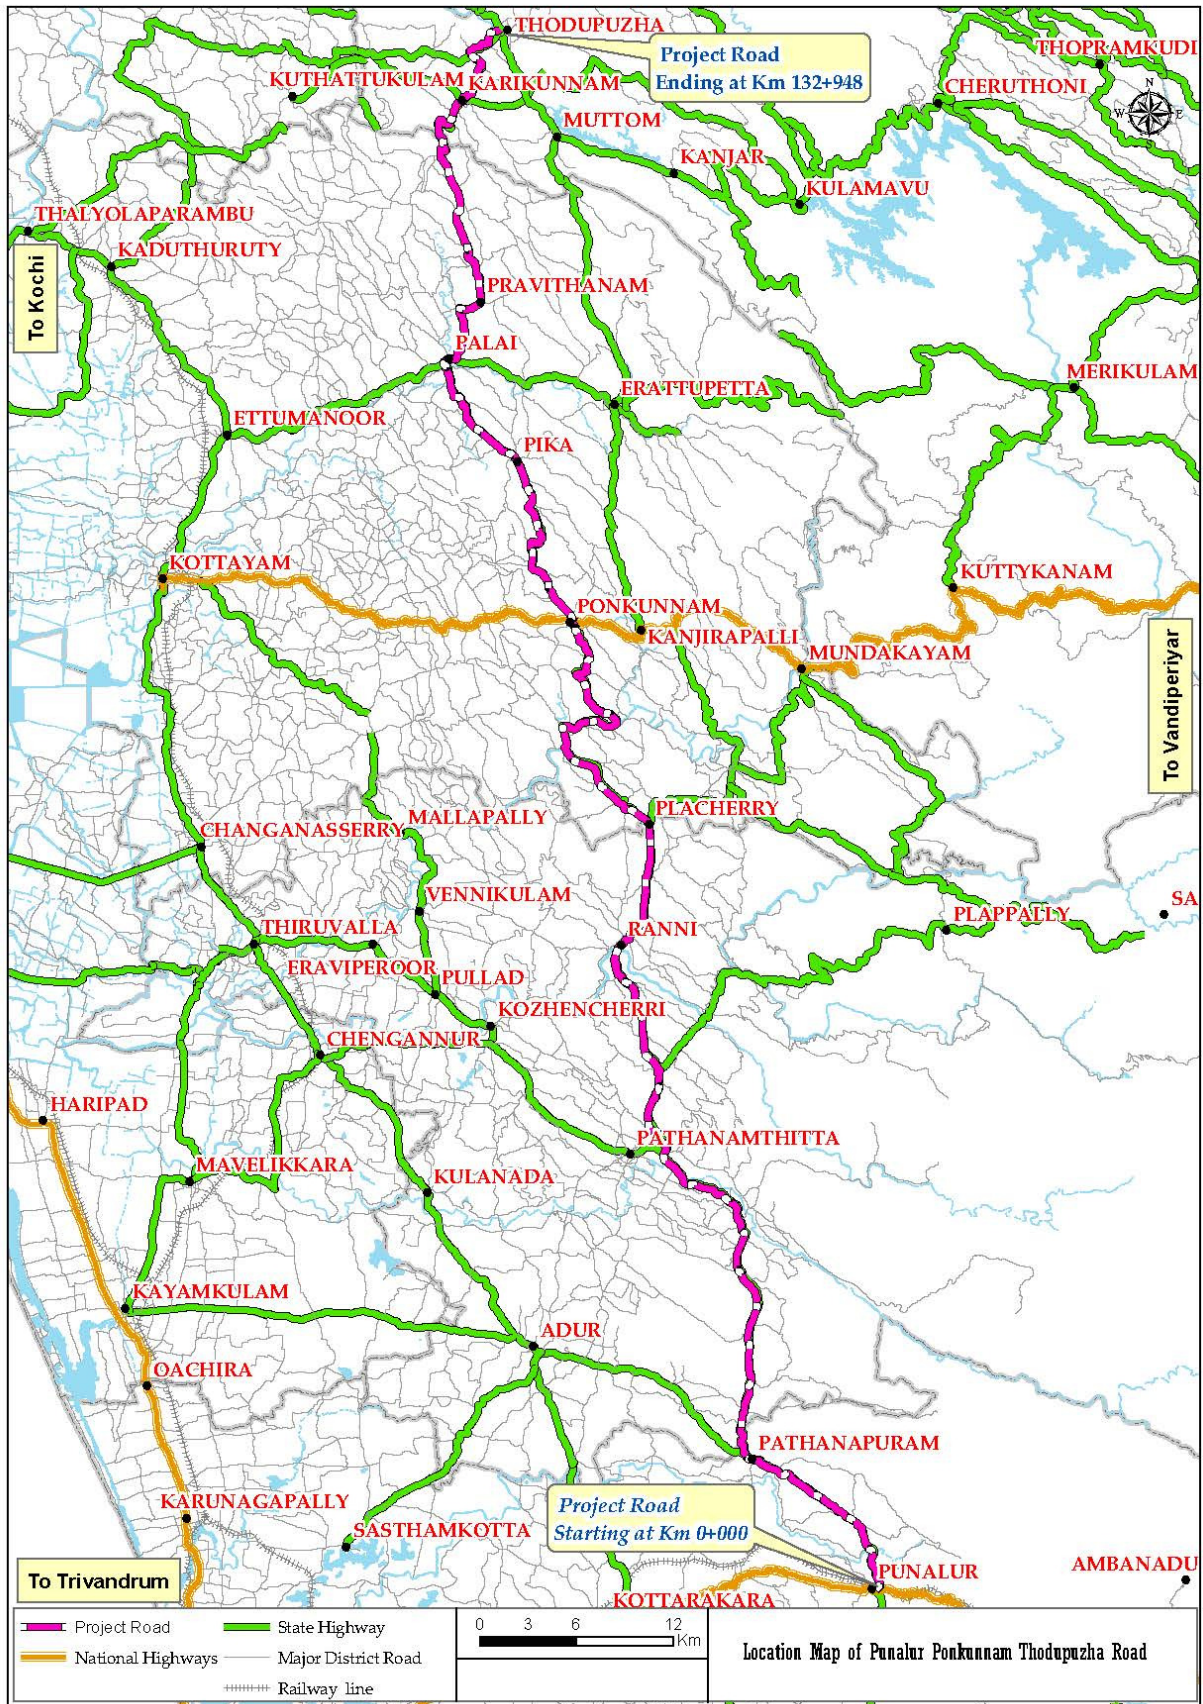 THODUPUZHA
Project Road
Ending at Km 132+948
THOPRAMKUDI
KUTHATTUKULAM
KARIKUNNAM
CHERUTHONI
N
W
E
S
MUTTOM
KANJAR
KULAMAVU
THALYOLAPARAMBU
KADUTHURUTY
To Kochi
PRAVITHANAM
PALAI
MERIKULAM
ERATTUPETTA
ETTUMANOOR
PIKA
KOTTAYAM
KUTTYKANAM
PONKUNNAM
KANJIRAPALLI
MUNDAKAYAM
To Vandiperiyar
PLACHERRY
MALLAPALLY
CHANGANASSERRY
VENNIKULAM
SA
PLAPPALLY
THIRUVALLA
RANNI
ERAVIPEROOR
PULLAD
KOZHENCHERRI
CHENGANNUR
HARIPAD
PATHANAMTHITTA
MAVELIKKARA
KULANADA
KAYAMKULAM
ADUR
OACHIRA
PATHANAPURAM
KARUNAGAPALLY
Project Road
Starting at Km 0+000
SASTHAMKOTTA
To Trivandrum
PUNALUR
AMBANADU
KOTTARAKARA
Project Road
State Highway
National Highways
Major District Road
Railway line
0 3 6 12
Km
Location Map of Punalur Ponkunnam Thodupuzha Road